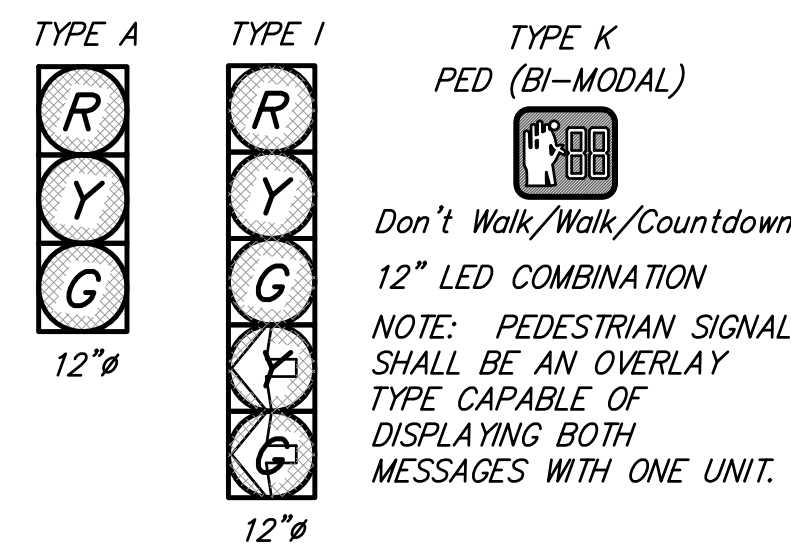 TYPE A
R
Y
G
12"ø
TYPE I
R
Y
G
Y
G
12"ø
TYPE K
PED (BI-MODAL)
88
Don't Walk/Walk/Countdown
12" LED COMBINATION
NOTE: PEDESTRIAN SIGNAL
SHALL BE AN OVERLAY
TYPE CAPABLE OF
DISPLAYING BOTH
MESSAGES WITH ONE UNIT.